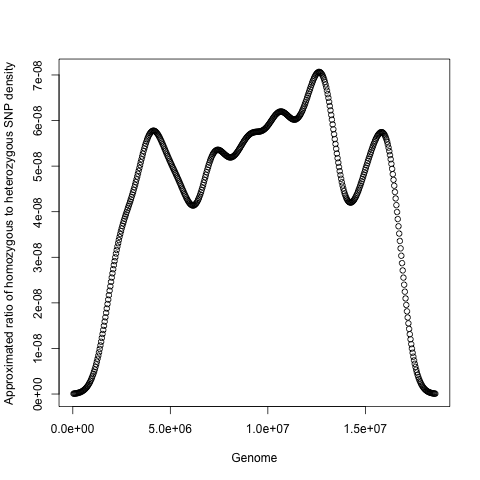 Approximated ratio of homozygous to heterozygous SNP density
7e-08
6e-08
5e-08
4e-08
3e-08
2e-08
1e-08
0e+00
0.0e+00 5.0e+06 1.0e+07 1.5e+07
Genome